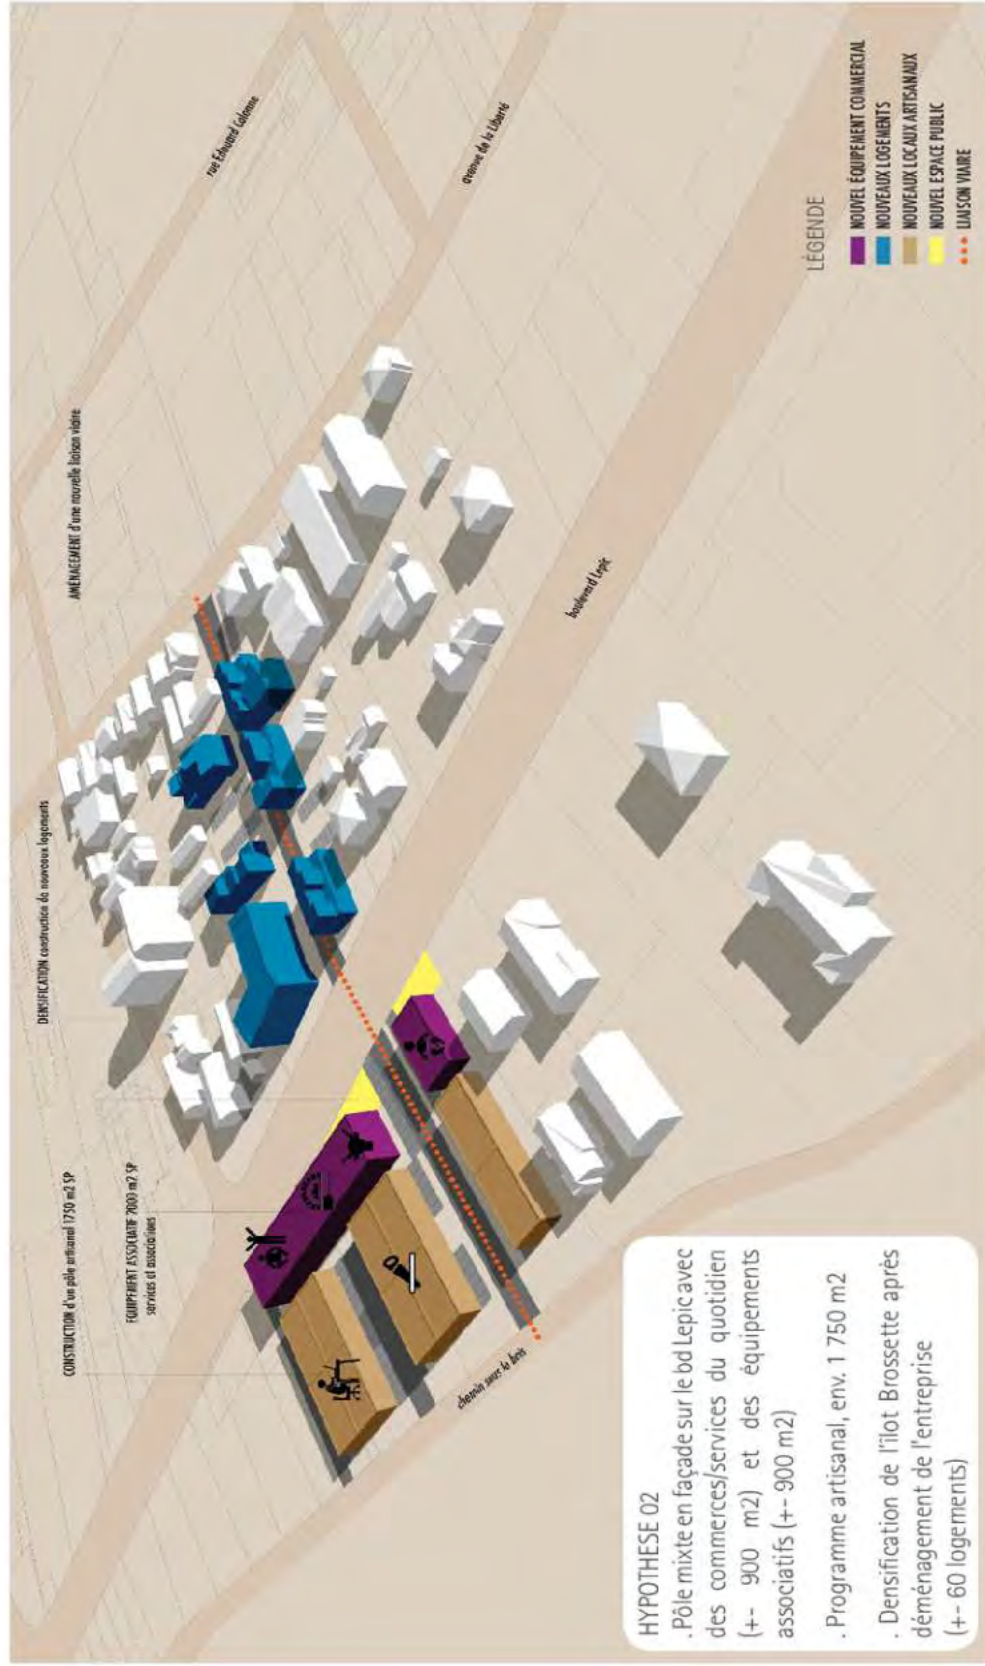 rue Edouard Colonne
avenue de la Liberté
AMÉNAGEMENT d'une nouvelle liaison viaire
boulevard Lepic
DENSIFICATION construction de nouveaux logements
CONSTRUCTION d'un pôle artisanal 1750 m2 SP
EQUIPEMENT ASSOCIATIF 2000 m2 SP
services et associations
chemin sous le bois
LÉGENDE
NOUVEL ÉQUIPEMENT COMMERCIAL
NOUVEAUX LOGEMENTS
NOUVEAUX LOCAUX ARTISANAUX
NOUVEL ESPACE PUBLIC
LIAISON VIAIRE
HYPOTHESE 02
. Pôle mixte en façade sur le bd Lepic avec
des commerces/services du quotidien
(+- 900 m2) et des équipements
associatifs (+- 900 m2)
. Programme artisanal, env. 1 750 m2
. Densification de l'îlot Brossette après
déménagement de l'entreprise
(+- 60 logements)